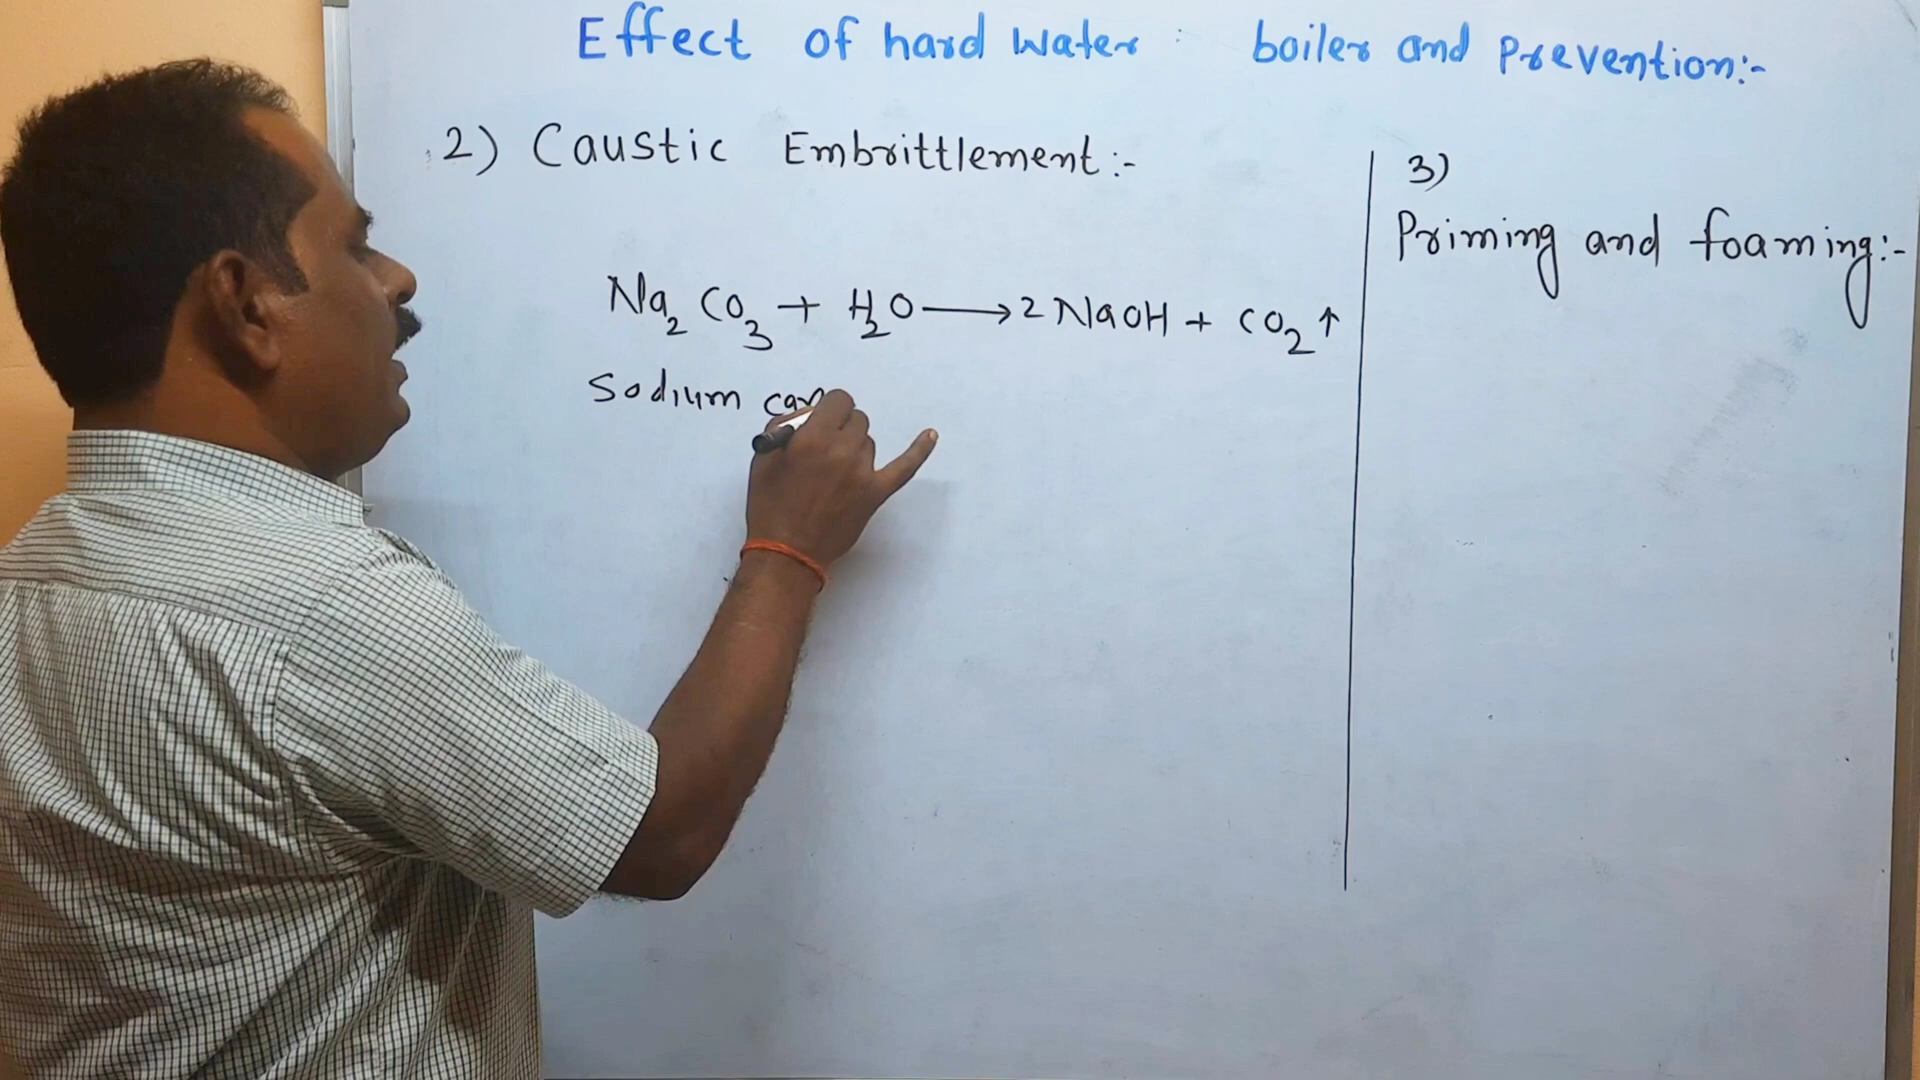 Effect of hard water : boiler and prevention:-
2) Caustic Embrittlement:-
Na2CO3 + H2O ⟶ 2NaOH + CO2↑
Sodium car
3)
Priming and foaming:-